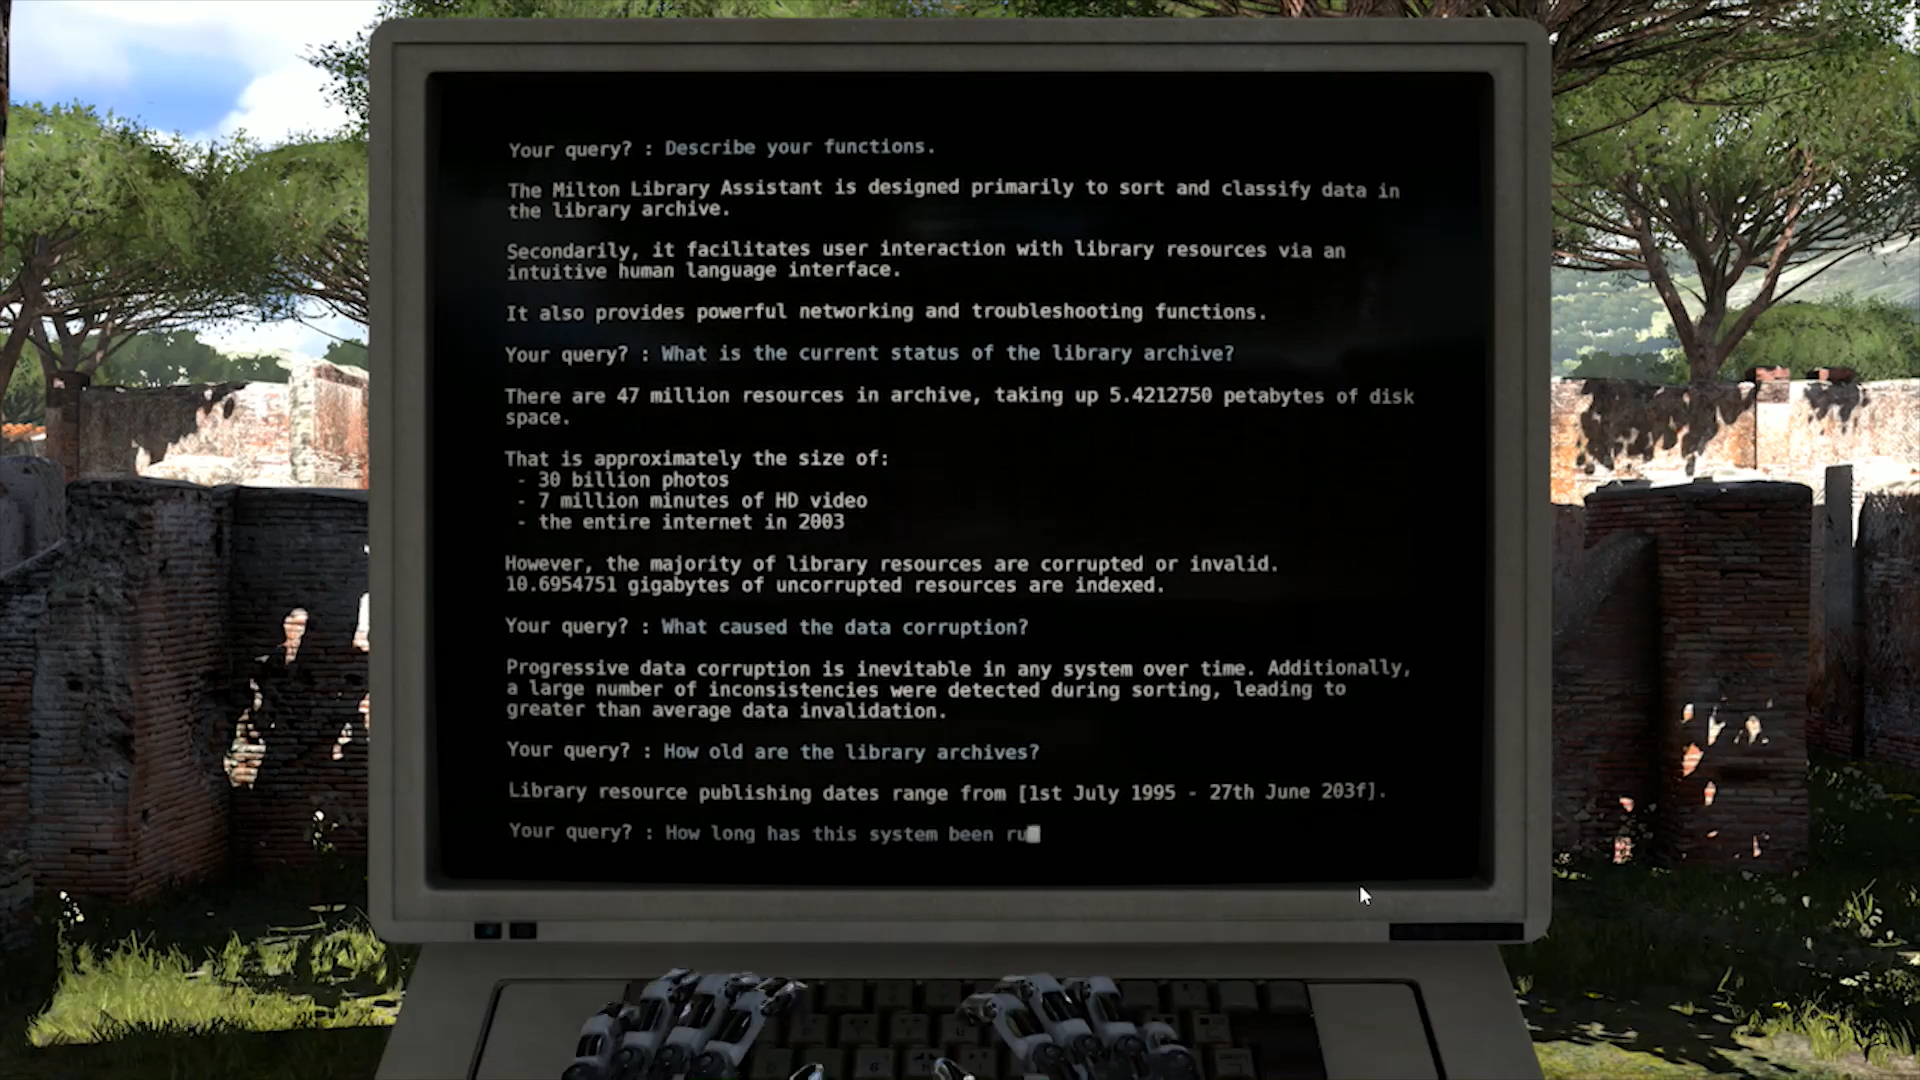 Your query? : Describe your functions.
The Milton Library Assistant is designed primarily to sort and classify data in
the library archive.
Secondarily, it facilitates user interaction with library resources via an
intuitive human language interface.
It also provides powerful networking and troubleshooting functions.
Your query? : What is the current status of the library archive?
There are 47 million resources in archive, taking up 5.4212750 petabytes of disk
space.
That is approximately the size of:
- 30 billion photos
- 7 million minutes of HD video
- the entire internet in 2003
However, the majority of library resources are corrupted or invalid.
10.6954751 gigabytes of uncorrupted resources are indexed.
Your query? : What caused the data corruption?
Progressive data corruption is inevitable in any system over time. Additionally,
a large number of inconsistencies were detected during sorting, leading to
greater than average data invalidation.
Your query? : How old are the library archives?
Library resource publishing dates range from [1st July 1995 - 27th June 203f].
Your query? : How long has this system been ru